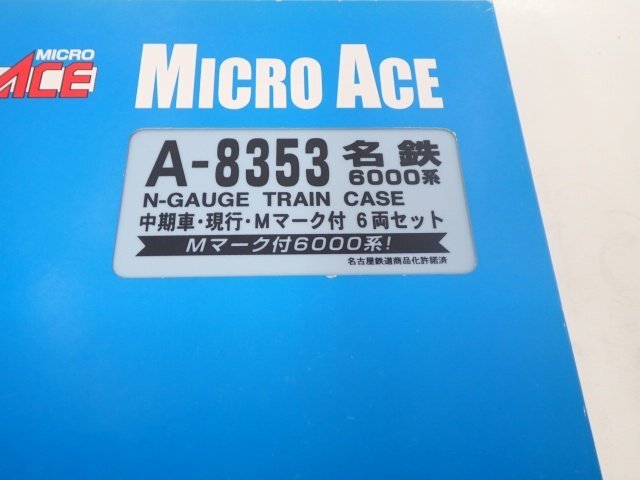 MICRO
ACE
MICRO ACE
A-8353 名鉄
6000系
N-GAUGE TRAIN CASE
中期車・現行・Mマーク付 6両セット
Mマーク付6000系!
名古屋鉄道商品化許諾済